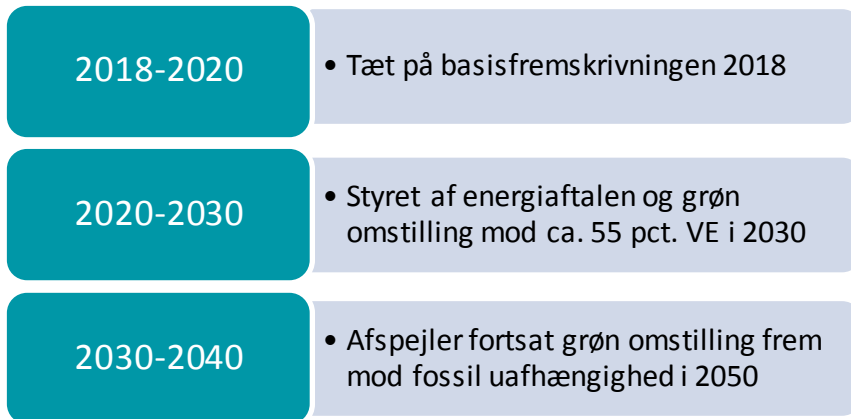 2018-2020
• Tæt på basisfremskrivningen 2018
2020-2030
• Styret af energiaftalen og grøn
omstilling mod ca. 55 pct. VE i 2030
2030-2040
• Afspejler fortsat grøn omstilling frem
mod fossil uafhængighed i 2050